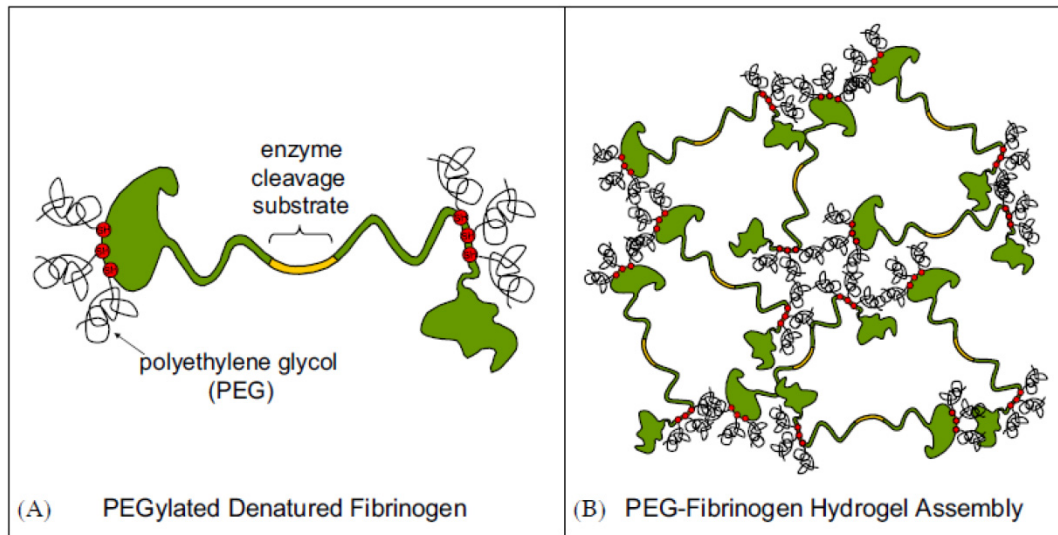 enzyme
cleavage
substrate
polyethylene glycol
(PEG)
(A) PEGylated Denatured Fibrinogen
(B) PEG-Fibrinogen Hydrogel Assembly